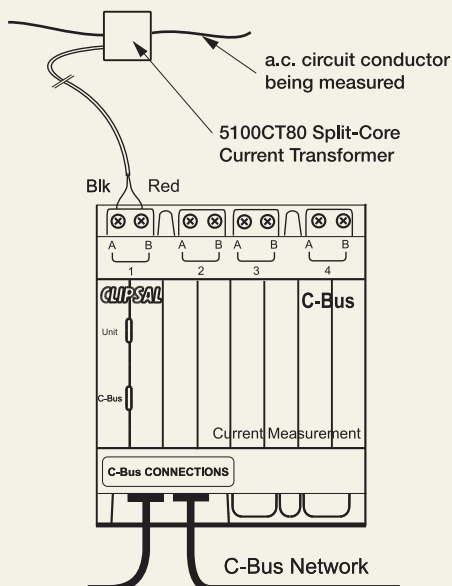 a.c. circuit conductor
being measured
5100CT80 Split-Core
Current Transformer
Blk Red
A B A B A B A B
1 2 3 4
CLIPSAL C-Bus
Unit
C-Bus
Current Measurement
C-Bus CONNECTIONS
C-Bus Network